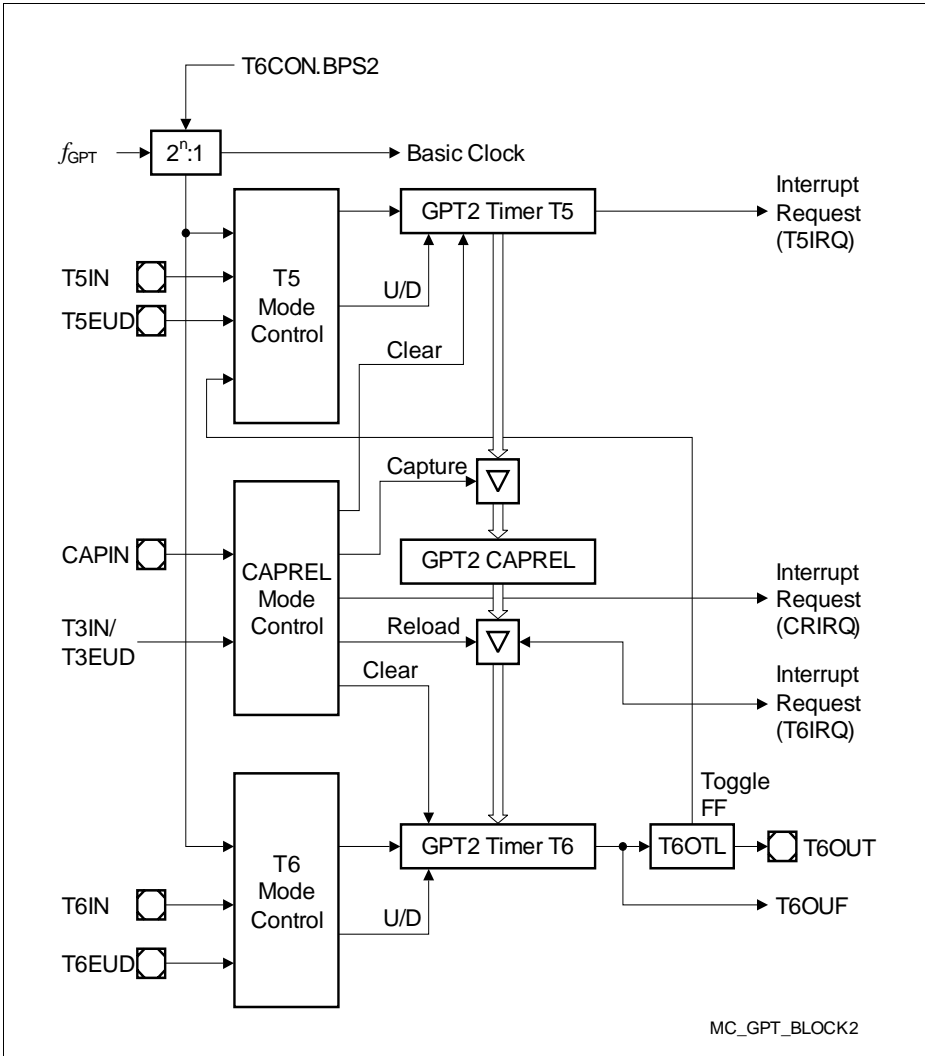 T6CON.BPS2
fGPT
2n:1
Basic Clock
Interrupt
Request
(T5IRQ)
GPT2 Timer T5
T5IN
T5
Mode
Control
U/D
T5EUD
Clear
Capture
CAPIN
CAPREL
Mode
Control
GPT2 CAPREL
Interrupt
Request
(CRIRQ)
T3IN/
T3EUD
Reload
Clear
Interrupt
Request
(T6IRQ)
Toggle
FF
T6
Mode
Control
GPT2 Timer T6
T6OTL
T6OUT
T6IN
U/D
T6OUF
T6EUD
MC_GPT_BLOCK2